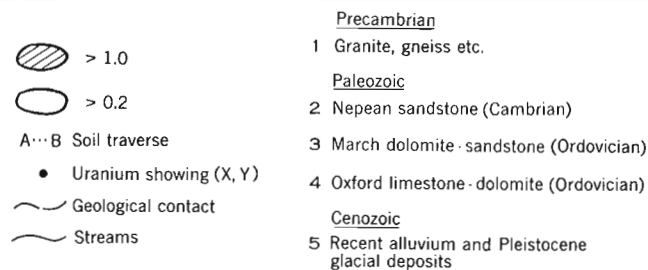 > 1.0
> 0.2
A···B Soil traverse
Uranium showing (X, Y)
Geological contact
Streams
Precambrian
1 Granite, gneiss etc.
Paleozoic
2 Nepean sandstone (Cambrian)
3 March dolomite · sandstone (Ordovician)
4 Oxford limestone · dolomite (Ordovician)
Cenozoic
5 Recent alluvium and Pleistocene
glacial deposits